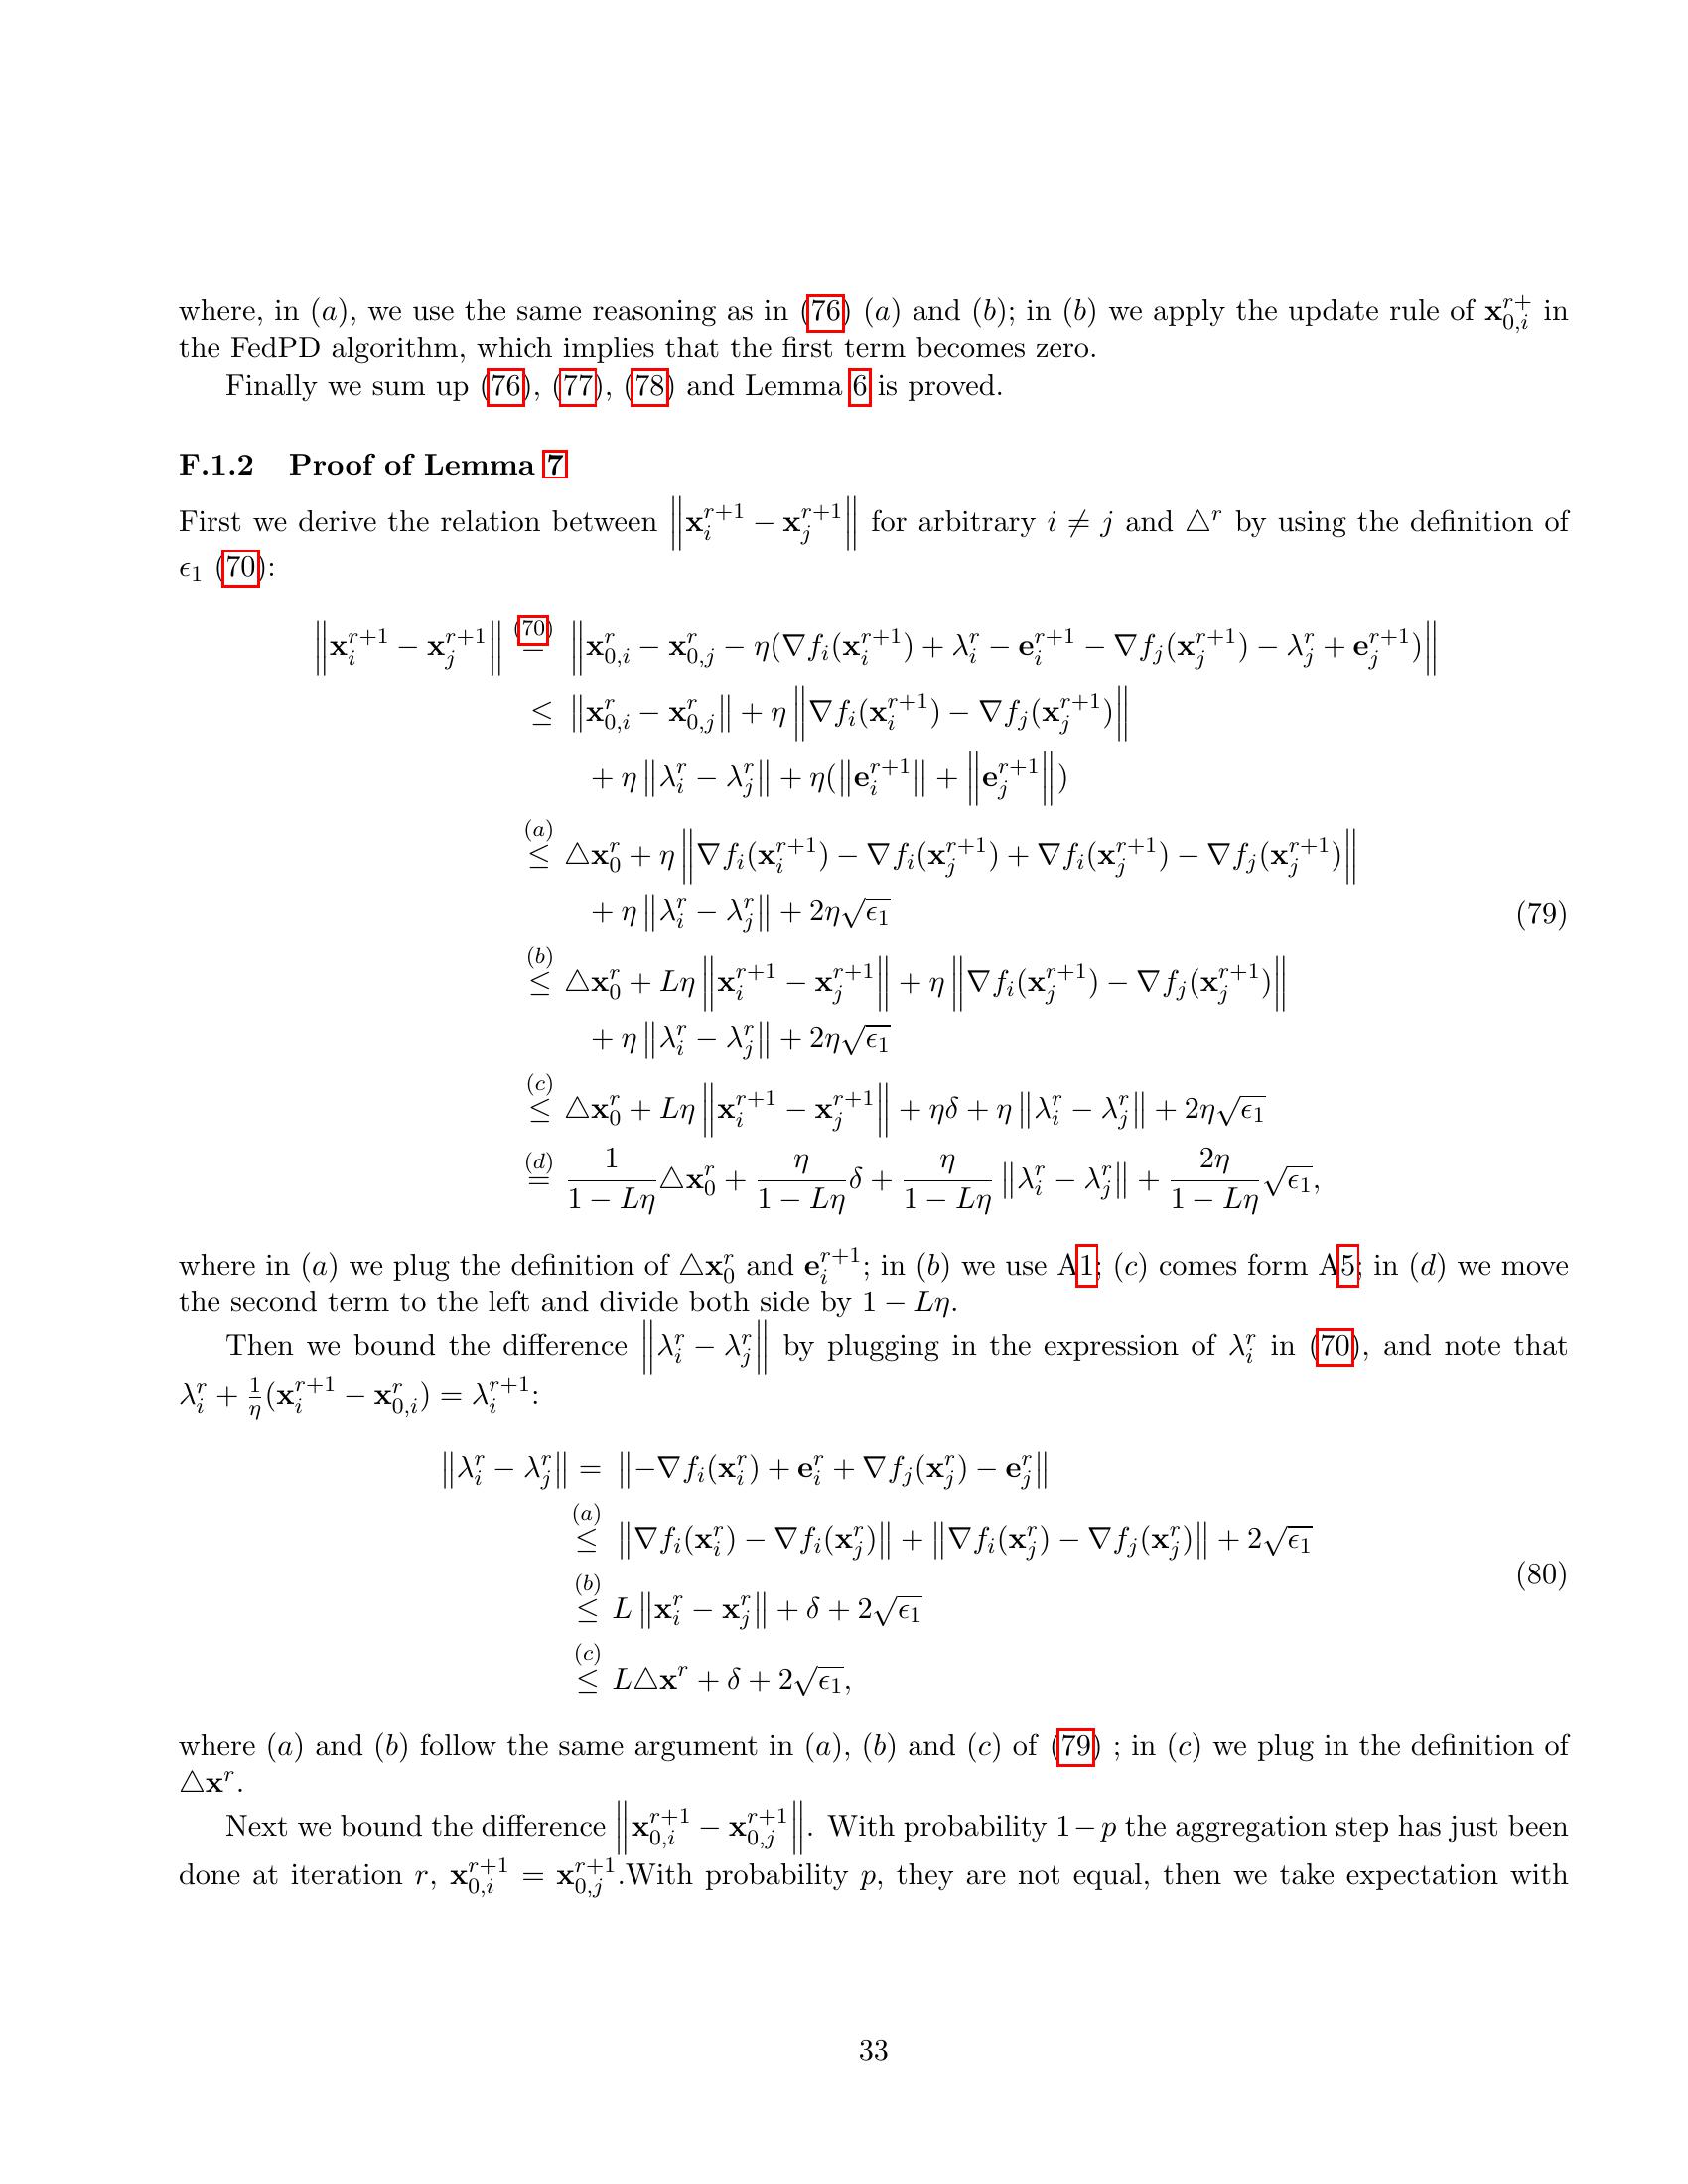 where, in (a), we use the same reasoning as in (76) (a) and (b); in (b) we apply the update rule of $\mathbf{x}_{0,i}^{r+}$ in
the FedPD algorithm, which implies that the first term becomes zero.
Finally we sum up (76), (77), (78) and Lemma 6 is proved.
F.1.2 Proof of Lemma 7
First we derive the relation between $\left\|\mathbf{x}_i^{r+1} - \mathbf{x}_j^{r+1}\right\|$ for arbitrary $i \neq j$ and $\triangle^r$ by using the definition of
$\epsilon_1$ (70):
$\left\|\mathbf{x}_i^{r+1} - \mathbf{x}_j^{r+1}\right\| \overset{(70)}{=} \left\|\mathbf{x}_{0,i}^r - \mathbf{x}_{0,j}^r - \eta(\nabla f_i(\mathbf{x}_i^{r+1}) + \lambda_i^r - \mathbf{e}_i^{r+1} - \nabla f_j(\mathbf{x}_j^{r+1}) - \lambda_j^r + \mathbf{e}_j^{r+1})\right\|$
$\leq \left\|\mathbf{x}_{0,i}^r - \mathbf{x}_{0,j}^r\right\| + \eta \left\|\nabla f_i(\mathbf{x}_i^{r+1}) - \nabla f_j(\mathbf{x}_j^{r+1})\right\|$
$+ \eta \left\|\lambda_i^r - \lambda_j^r\right\| + \eta(\left\|\mathbf{e}_i^{r+1}\right\| + \left\|\mathbf{e}_j^{r+1}\right\|)$
$\overset{(a)}{\leq} \triangle\mathbf{x}_0^r + \eta \left\|\nabla f_i(\mathbf{x}_i^{r+1}) - \nabla f_i(\mathbf{x}_j^{r+1}) + \nabla f_i(\mathbf{x}_j^{r+1}) - \nabla f_j(\mathbf{x}_j^{r+1})\right\|$
$+ \eta \left\|\lambda_i^r - \lambda_j^r\right\| + 2\eta\sqrt{\epsilon_1}$ (79)
$\overset{(b)}{\leq} \triangle\mathbf{x}_0^r + L\eta \left\|\mathbf{x}_i^{r+1} - \mathbf{x}_j^{r+1}\right\| + \eta \left\|\nabla f_i(\mathbf{x}_j^{r+1}) - \nabla f_j(\mathbf{x}_j^{r+1})\right\|$
$+ \eta \left\|\lambda_i^r - \lambda_j^r\right\| + 2\eta\sqrt{\epsilon_1}$
$\overset{(c)}{\leq} \triangle\mathbf{x}_0^r + L\eta \left\|\mathbf{x}_i^{r+1} - \mathbf{x}_j^{r+1}\right\| + \eta\delta + \eta \left\|\lambda_i^r - \lambda_j^r\right\| + 2\eta\sqrt{\epsilon_1}$
$\overset{(d)}{=} \frac{1}{1 - L\eta}\triangle\mathbf{x}_0^r + \frac{\eta}{1 - L\eta}\delta + \frac{\eta}{1 - L\eta}\left\|\lambda_i^r - \lambda_j^r\right\| + \frac{2\eta}{1 - L\eta}\sqrt{\epsilon_1},$
where in (a) we plug the definition of $\triangle\mathbf{x}_0^r$ and $\mathbf{e}_i^{r+1}$; in (b) we use A1; (c) comes form A5; in (d) we move
the second term to the left and divide both side by $1 - L\eta$.
Then we bound the difference $\left\|\lambda_i^r - \lambda_j^r\right\|$ by plugging in the expression of $\lambda_i^r$ in (70), and note that
$\lambda_i^r + \frac{1}{\eta}(\mathbf{x}_i^{r+1} - \mathbf{x}_{0,i}^r) = \lambda_i^{r+1}$:
$\left\|\lambda_i^r - \lambda_j^r\right\| = \left\|-\nabla f_i(\mathbf{x}_i^r) + \mathbf{e}_i^r + \nabla f_j(\mathbf{x}_j^r) - \mathbf{e}_j^r\right\|$
$\overset{(a)}{\leq} \left\|\nabla f_i(\mathbf{x}_i^r) - \nabla f_i(\mathbf{x}_j^r)\right\| + \left\|\nabla f_i(\mathbf{x}_j^r) - \nabla f_j(\mathbf{x}_j^r)\right\| + 2\sqrt{\epsilon_1}$
$\overset{(b)}{\leq} L \left\|\mathbf{x}_i^r - \mathbf{x}_j^r\right\| + \delta + 2\sqrt{\epsilon_1}$ (80)
$\overset{(c)}{\leq} L\triangle\mathbf{x}^r + \delta + 2\sqrt{\epsilon_1},$
where (a) and (b) follow the same argument in (a), (b) and (c) of (79) ; in (c) we plug in the definition of
$\triangle\mathbf{x}^r$.
Next we bound the difference $\left\|\mathbf{x}_{0,i}^{r+1} - \mathbf{x}_{0,j}^{r+1}\right\|$. With probability $1 - p$ the aggregation step has just been
done at iteration $r$, $\mathbf{x}_{0,i}^{r+1} = \mathbf{x}_{0,j}^{r+1}$.With probability $p$, they are not equal, then we take expectation with
33